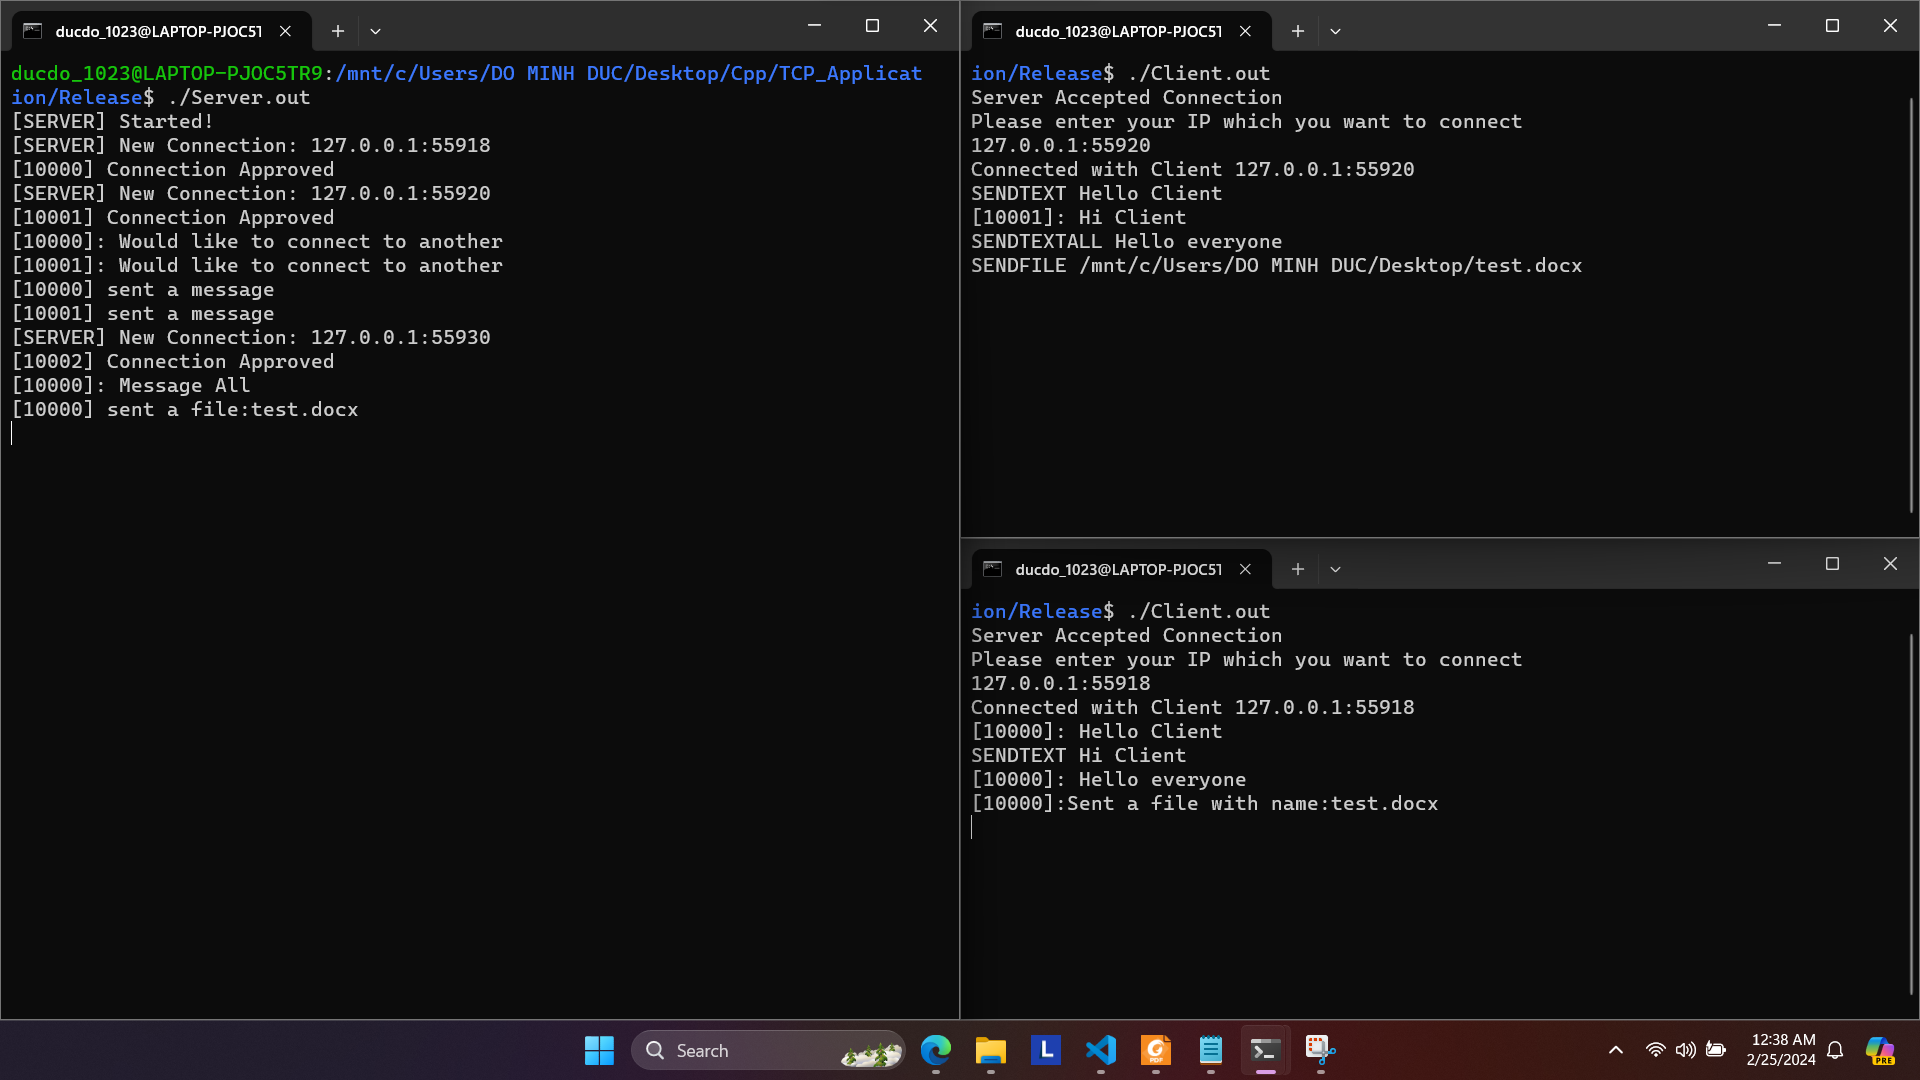 ducdo_1023@LAPTOP-PJOC5T
ducdo_1023@LAPTOP-PJOC5TR9:/mnt/c/Users/DO MINH DUC/Desktop/Cpp/TCP_Applicat
ion/Release$ ./Server.out
[SERVER] Started!
[SERVER] New Connection: 127.0.0.1:55918
[10000] Connection Approved
[SERVER] New Connection: 127.0.0.1:55920
[10001] Connection Approved
[10000]: Would like to connect to another
[10001]: Would like to connect to another
[10000] sent a message
[10001] sent a message
[SERVER] New Connection: 127.0.0.1:55930
[10002] Connection Approved
[10000]: Message All
[10000] sent a file:test.docx
ducdo_1023@LAPTOP-PJOC5T
ion/Release$ ./Client.out
Server Accepted Connection
Please enter your IP which you want to connect
127.0.0.1:55920
Connected with Client 127.0.0.1:55920
SENDTEXT Hello Client
[10001]: Hi Client
SENDTEXTALL Hello everyone
SENDFILE /mnt/c/Users/DO MINH DUC/Desktop/test.docx
ducdo_1023@LAPTOP-PJOC5T
ion/Release$ ./Client.out
Server Accepted Connection
Please enter your IP which you want to connect
127.0.0.1:55918
Connected with Client 127.0.0.1:55918
[10000]: Hello Client
SENDTEXT Hi Client
[10000]: Hello everyone
[10000]:Sent a file with name:test.docx
Search
L
PDF
12:38 AM
2/25/2024
PRE